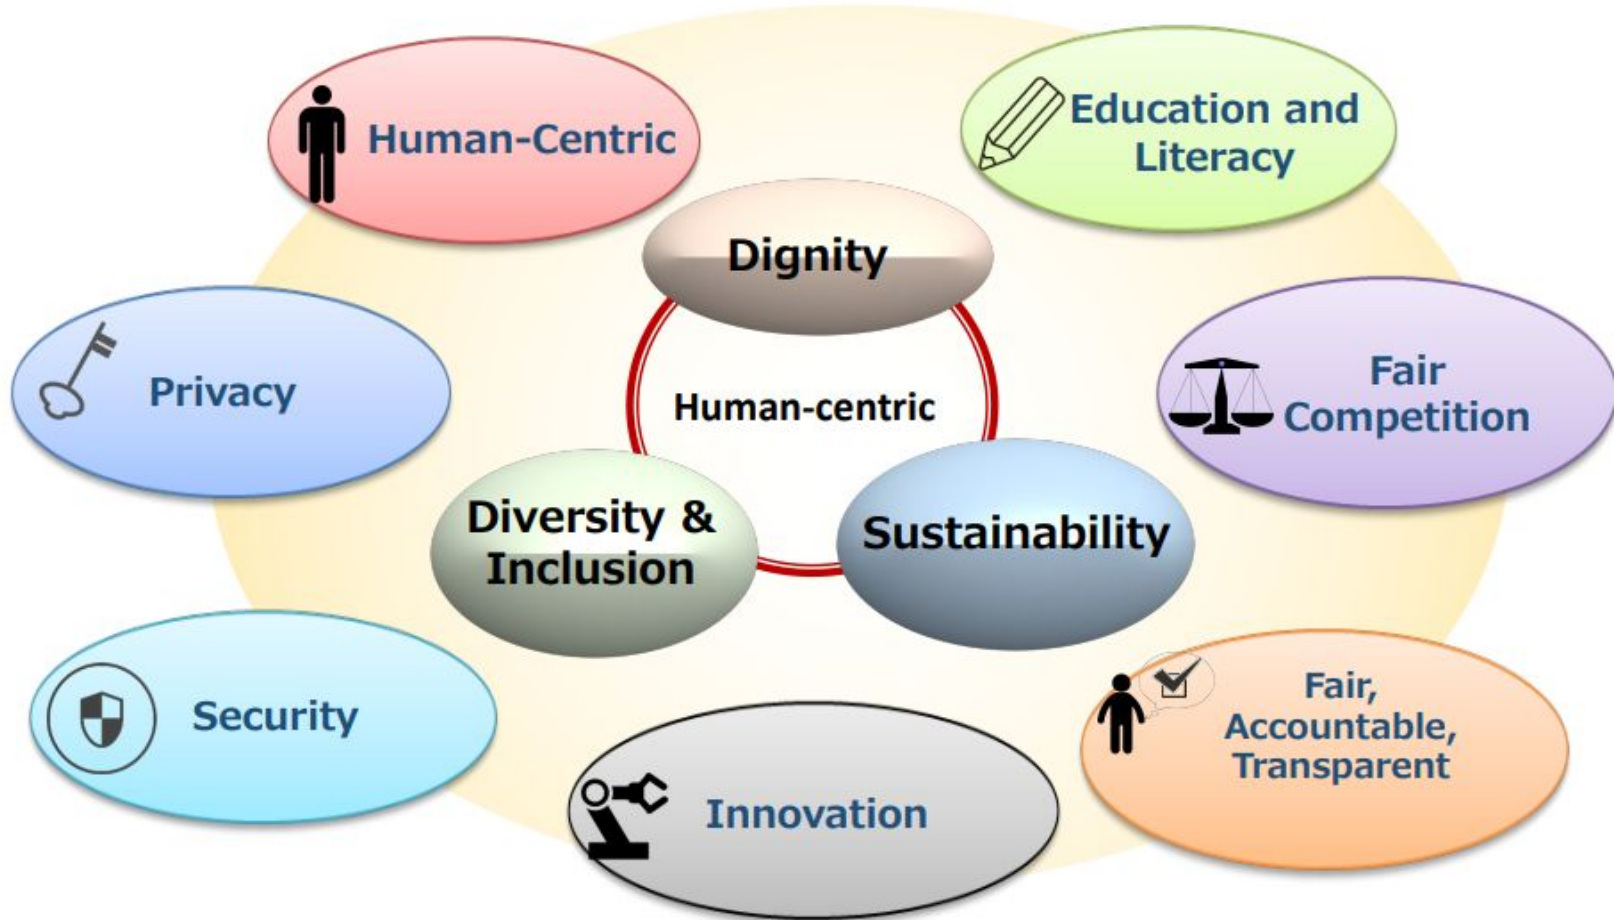 Human-Centric
Education and
Literacy
Dignity
Privacy
Human-centric
Fair
Competition
Diversity &
Inclusion
Sustainability
Security
Fair,
Accountable,
Transparent
Innovation